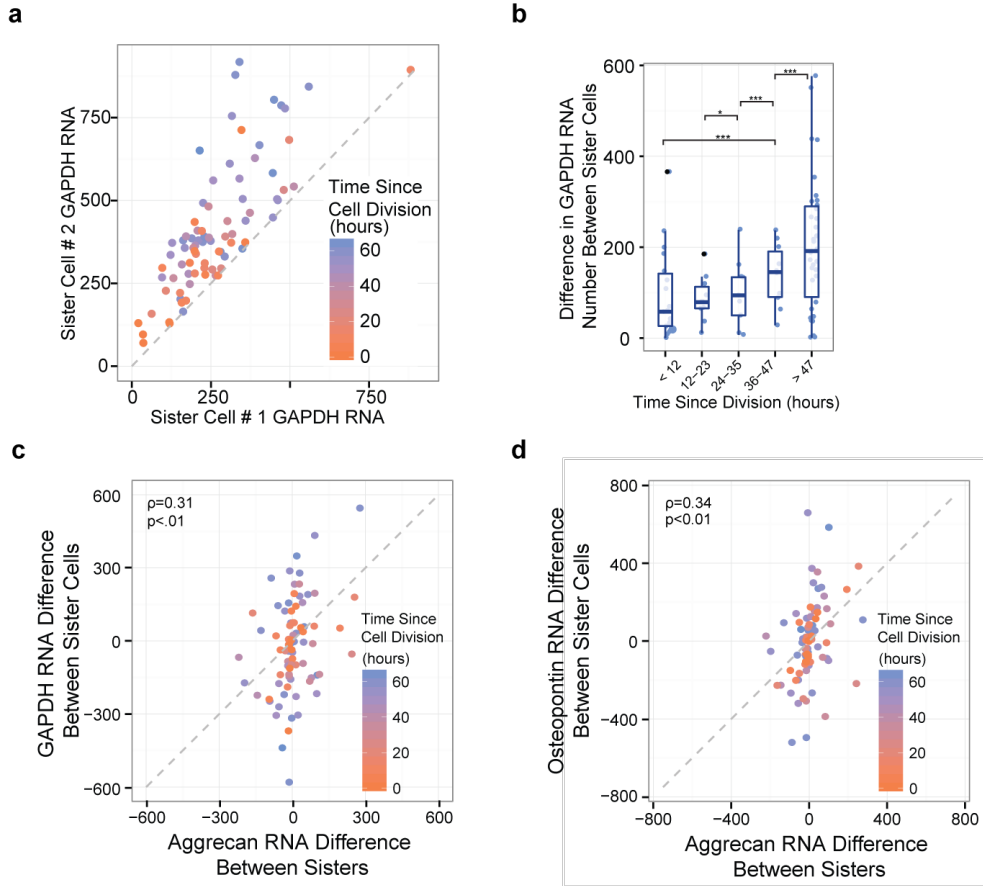 a
Sister Cell # 2 GAPDH RNA
750
500
250
0
0
250
750
Sister Cell # 1 GAPDH RNA
Time Since
Cell Division
(hours)
60
40
20
0
b
Difference in GAPDH RNA
Number Between Sister Cells
600
400
200
0
***
*
***
***
< 12
12−23
24−35
36−47
> 47
Time Since Division (hours)
c
GAPDH RNA Difference
Between Sister Cells
600
300
0
−300
−600
ρ=0.31
p<.01
Time Since
Cell Division
(hours)
60
40
20
0
−600
−300
0
300
600
Aggrecan RNA Difference
Between Sisters
d
Osteopontin RNA Difference
Between Sister Cells
800
400
0
−400
−800
ρ=0.34
p<0.01
Time Since
Cell Division
(hours)
60
40
20
0
−800
−400
0
400
800
Aggrecan RNA Difference
Between Sisters